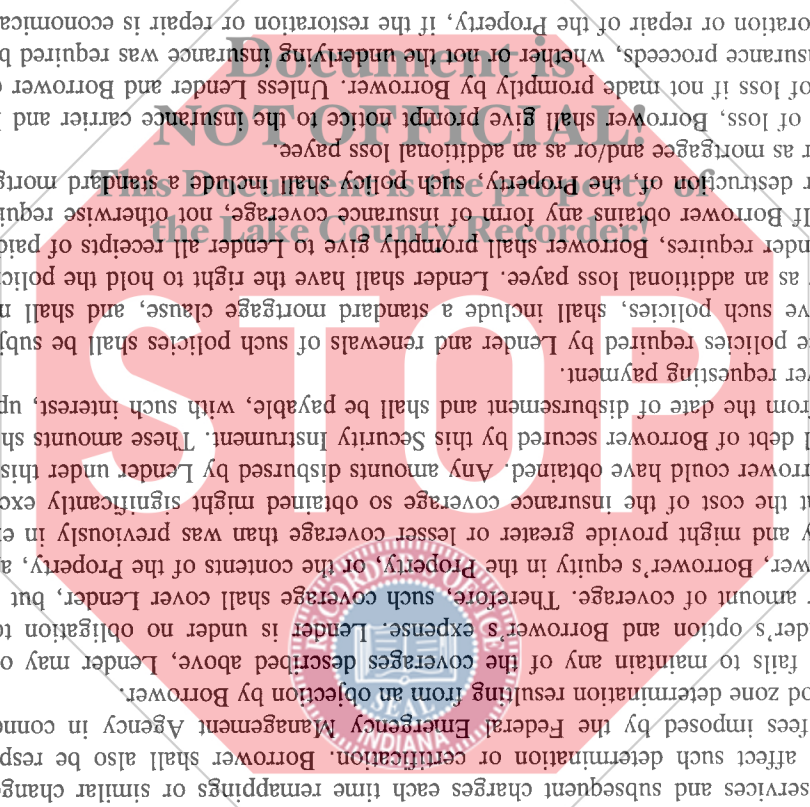 services and subsequent charges each time remappings or similar change
affect such determination or certification. Borrower shall also be resp
fees imposed by the Federal Emergency Management Agency in conn
od zone determination resulting from an objection by Borrower.
fails to maintain any of the coverages described above, Lender may o
der's option and Borrower's expense. Lender is under no obligation to
amount of coverage. Therefore, such coverage shall cover Lender, but
wer, Borrower's equity in the Property, or the contents of the Property, a
y and might provide greater or lesser coverage than was previously in e
t the cost of the insurance coverage so obtained might significantly exc
rrower could have obtained. Any amounts disbursed by Lender under this
l debt of Borrower secured by this Security Instrument. These amounts sh
rom the date of disbursement and shall be payable, with such interest, up
ver requesting payment.
e policies required by Lender and renewals of such policies shall be subj
ve such policies, shall include a standard mortgage clause, and shall n
as an additional loss payee. Lender shall have the right to hold the polici
nder requires, Borrower shall promptly give to Lender all receipts of paid
If Borrower obtains any form of insurance coverage, not otherwise requi
r destruction of, the Property, such policy shall include a standard mortg
r as mortgagee and/or as an additional loss payee.
of loss, Borrower shall give prompt notice to the insurance carrier and
of loss if not made promptly by Borrower. Unless Lender and Borrower
nsurance proceeds, whether or not the underlying insurance was required b
oration or repair of the Property, if the restoration or repair is economica
Document is
NOT OFFICIAL!
This Document is the property of
the Lake County Recorder!
STOP
RECORDER'S OFFICE
SEAL
INDIANA